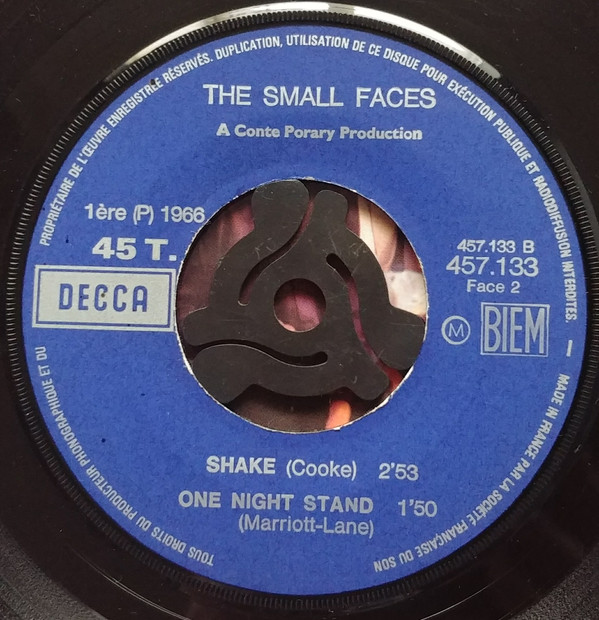 PROPRIÉTAIRE DE L'ŒUVRE ENREGISTRÉE RÉSERVÉS. DUPLICATION, UTILISATION DE CE DISQUE POUR EXÉCUTION PUBLIQUE ET RADIODIFFUSION INTERDITES.
THE SMALL FACES
A Conte Porary Production
1ère (P) 1966
45 T.
DECCA
457.133 B
457.133
Face 2
M BIEM
SHAKE (Cooke) 2'53
ONE NIGHT STAND 1'50
(Marriott-Lane)
TOUS DROITS DU PRODUCTEUR PHONOGRAPHIQUE ET DU
I MADE IN FRANCE PAR LA SOCIÉTÉ FRANÇAISE DU SON